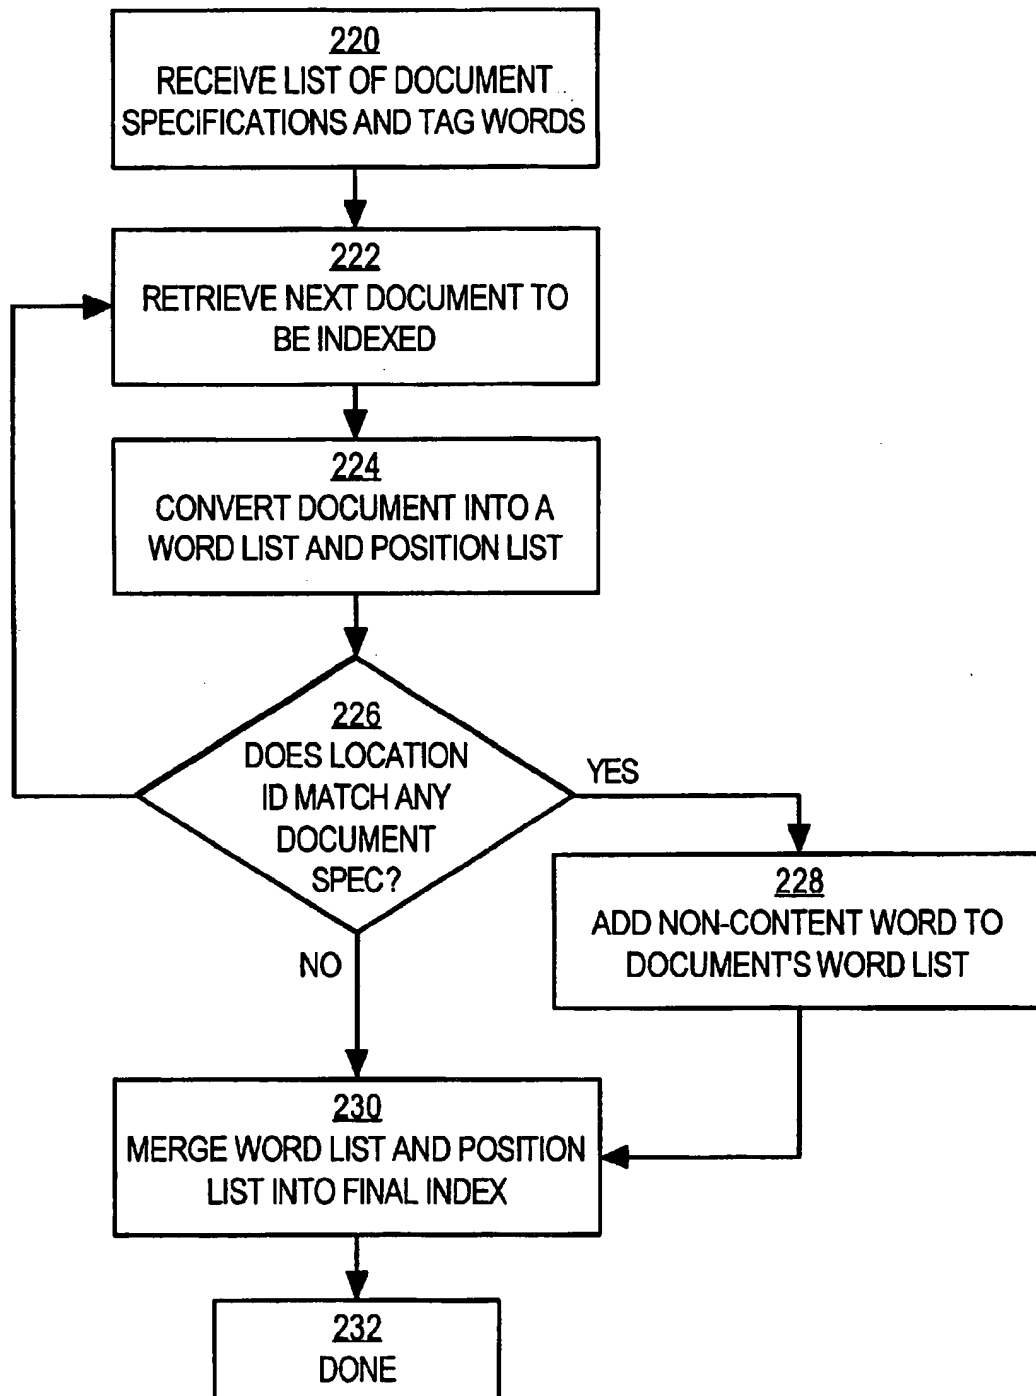 220
RECEIVE LIST OF DOCUMENT
SPECIFICATIONS AND TAG WORDS
222
RETRIEVE NEXT DOCUMENT TO
BE INDEXED
224
CONVERT DOCUMENT INTO A
WORD LIST AND POSITION LIST
226
DOES LOCATION
ID MATCH ANY
DOCUMENT
SPEC?
YES
228
ADD NON-CONTENT WORD TO
DOCUMENT'S WORD LIST
NO
230
MERGE WORD LIST AND POSITION
LIST INTO FINAL INDEX
232
DONE